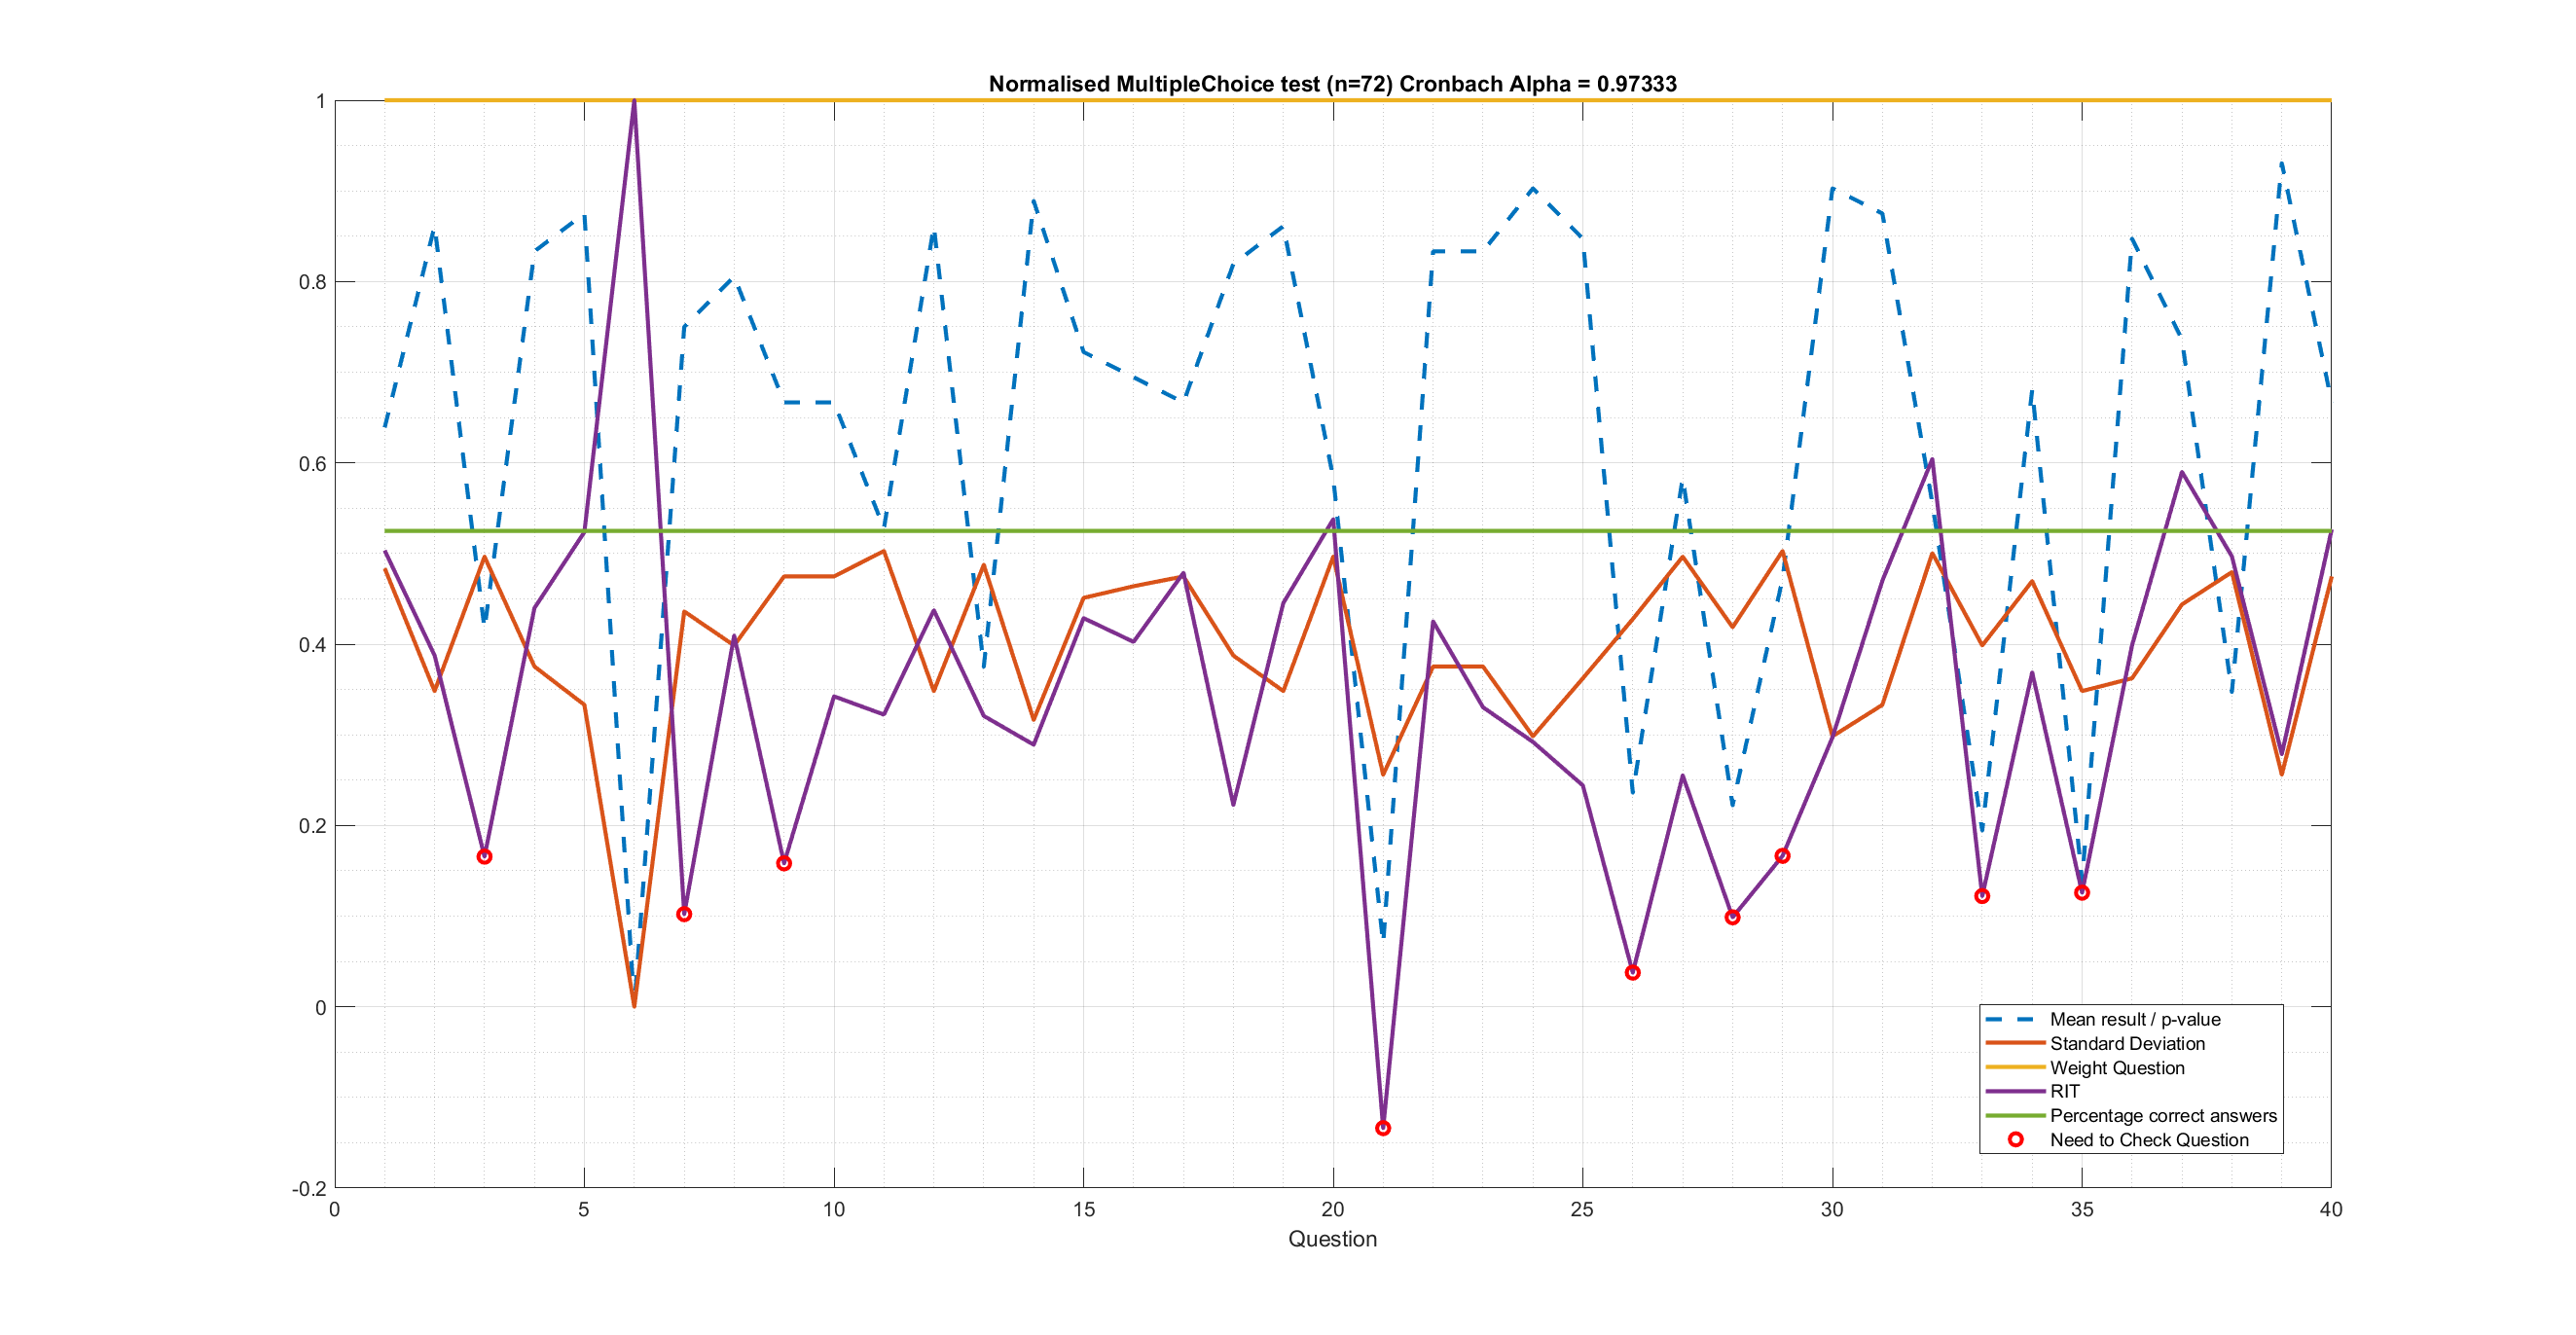 Normalised MultipleChoice test (n=72) Cronbach Alpha = 0.97333
1
0.8
0.6
0.4
0.2
0
-0.2
0 5 10 15 20 25 30 35 40
Question
Mean result / p-value
Standard Deviation
Weight Question
RIT
Percentage correct answers
Need to Check Question